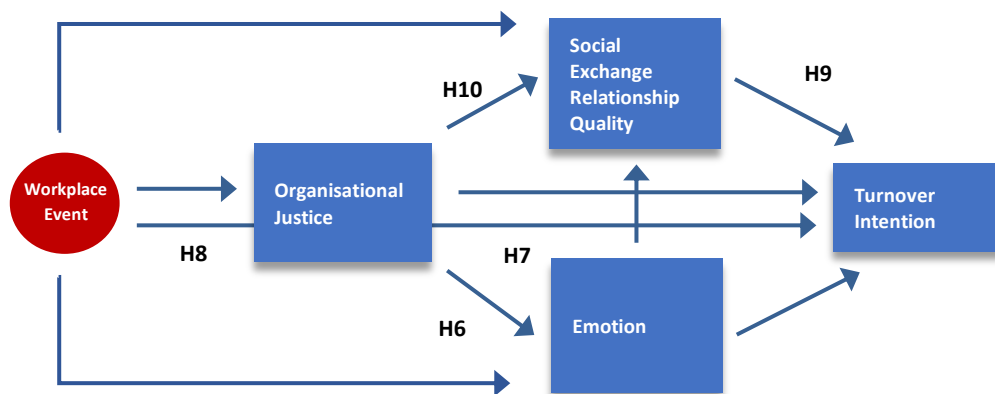 Social
Exchange
Relationship
Quality
H9
H10
Workplace
Event
Organisational
Justice
Turnover
Intention
H8
H7
H6
Emotion